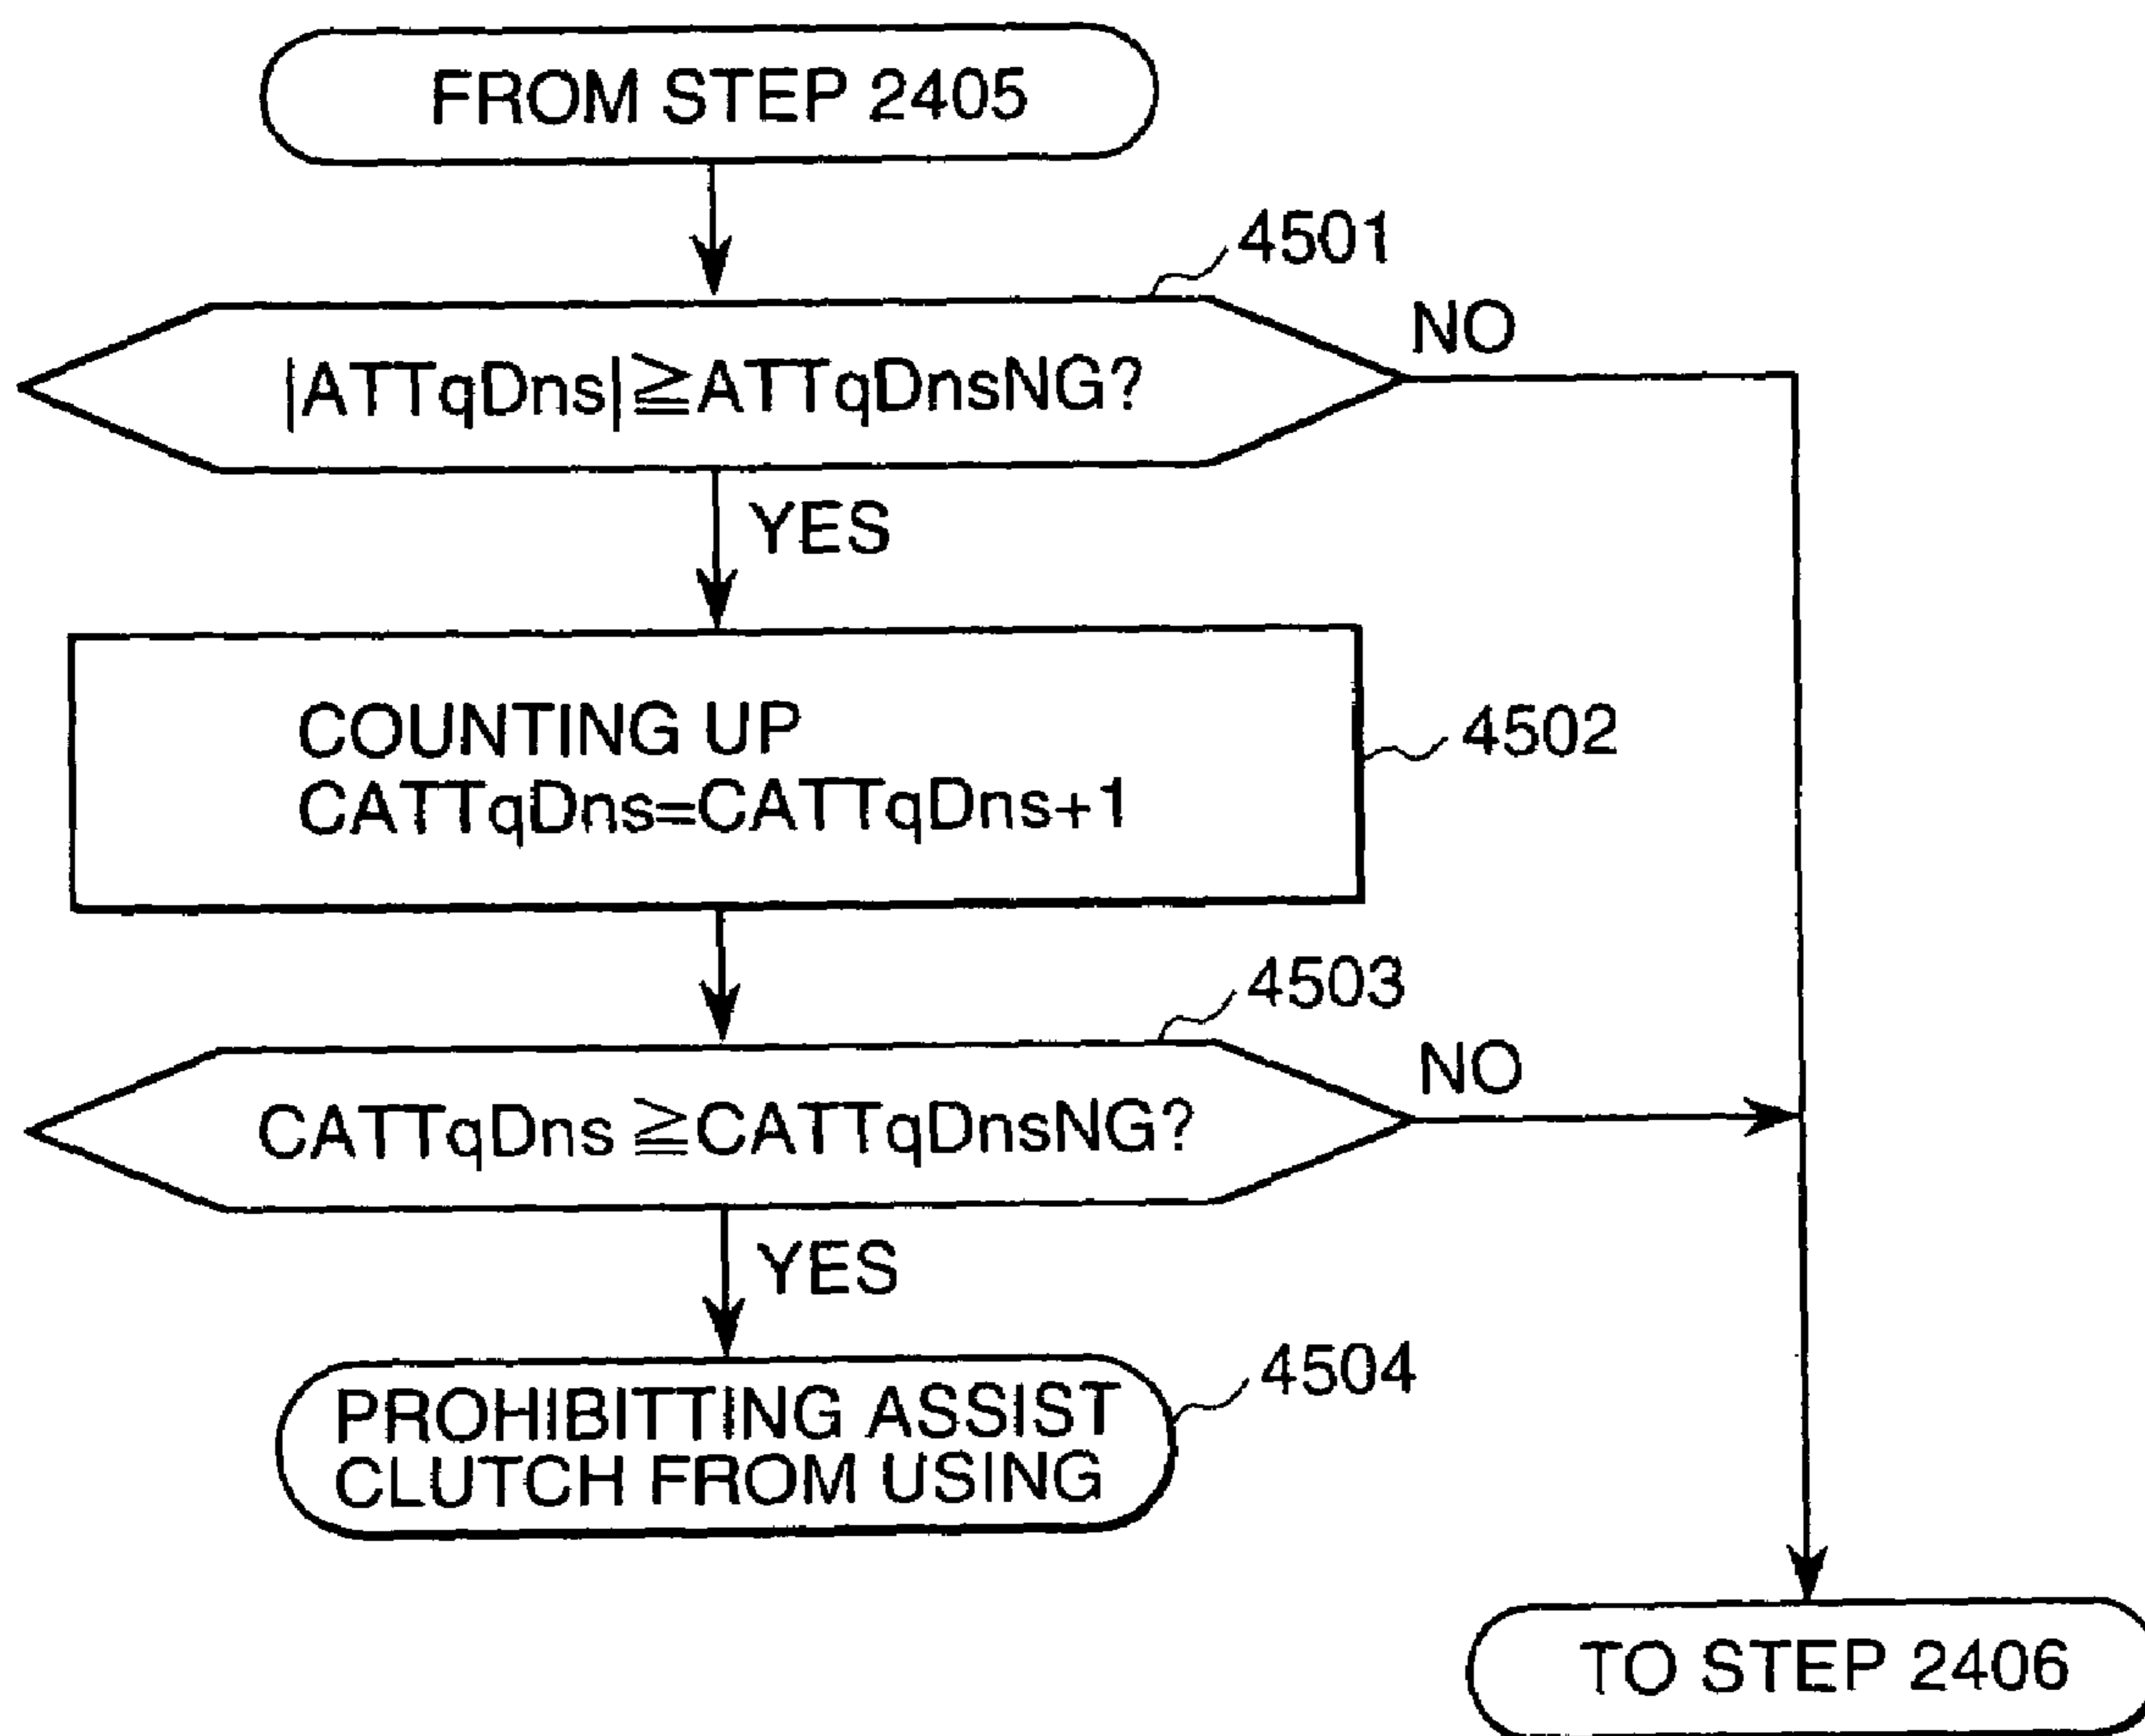 FROM STEP 2405
4501
|ATTqDns|≧ATTqDnsNG?
NO
YES
COUNTING UP
CATTqDns=CATTqDns+1
4502
4503
CATTqDns ≧CATTqDnsNG?
NO
YES
4504
PROHIBITTING ASSIST
CLUTCH FROM USING
TO STEP 2406